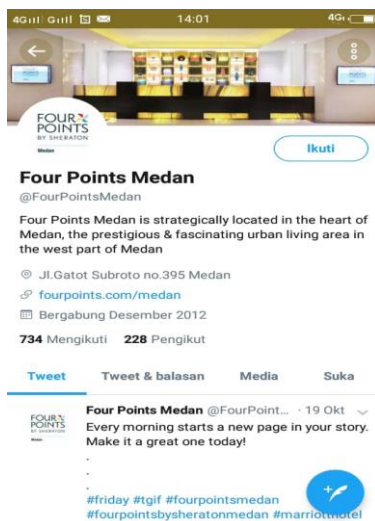 4G 14:01 4G
FOUR
POINTS
BY SHERATON
Medan
Ikuti
Four Points Medan
@FourPointsMedan
Four Points Medan is strategically located in the heart of
Medan, the prestigious & fascinating urban living area in
the west part of Medan
Jl.Gatot Subroto no.395 Medan
fourpoints.com/medan
Bergabung Desember 2012
734 Mengikuti 228 Pengikut
Tweet Tweet & balasan Media Suka
FOUR
POINTS
BY SHERATON
Four Points Medan @FourPoint... · 19 Okt
Every morning starts a new page in your story.
Make it a great one today!
.
.
.
#friday #tgif #fourpointsmedan
#fourpointsbysheratonmedan #marriotthotel